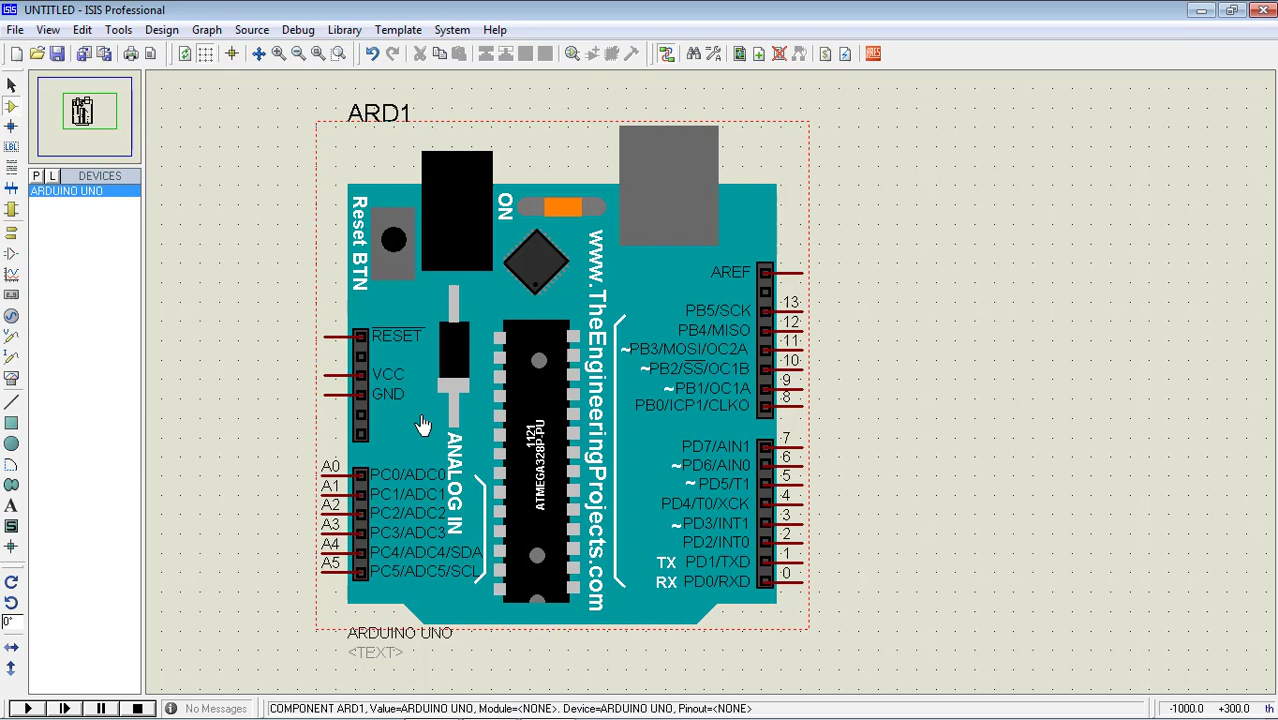 UNTITLED - ISIS Professional
File View Edit Tools Design Graph Source Debug Library Template System Help
P L DEVICES
ARDUINO UNO
LBL
ARES
A
0°
ARD1
Reset BTN
ON
www.TheEngineeringProjects.com
RESET
VCC
GND
ANALOG IN
1121
ATMEGA328P-PU
A0 PC0/ADC0
A1 PC1/ADC1
A2 PC2/ADC2
A3 PC3/ADC3
A4 PC4/ADC4/SDA
A5 PC5/ADC5/SCL
AREF
PB5/SCK 13
PB4/MISO 12
~PB3/MOSI/OC2A 11
~PB2/SS/OC1B 10
~PB1/OC1A 9
PB0/ICP1/CLKO 8
PD7/AIN1 7
~PD6/AIN0 6
~PD5/T1 5
PD4/T0/XCK 4
~PD3/INT1 3
PD2/INT0 2
TX PD1/TXD 1
RX PD0/RXD 0
ARDUINO UNO
<TEXT>
No Messages
COMPONENT ARD1, Value=ARDUINO UNO, Module=<NONE>. Device=ARDUINO UNO, Pinout=<NONE>
-1000.0 +300.0 th